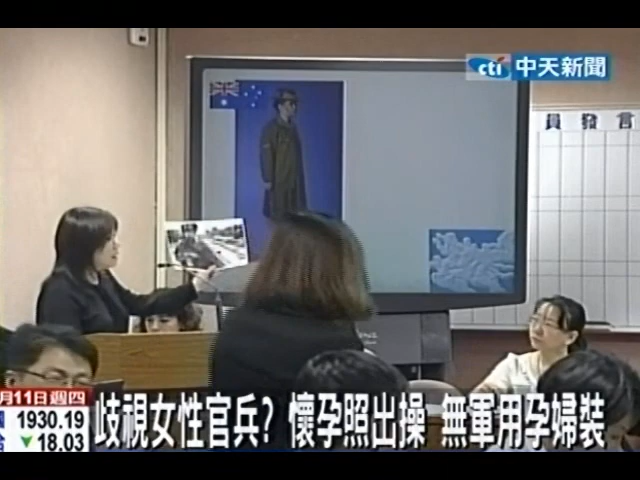 cti 中天新聞
員發言
月11日週四
1930.19
▼18.03
歧視女性官兵? 懷孕照出操 無軍用孕婦裝